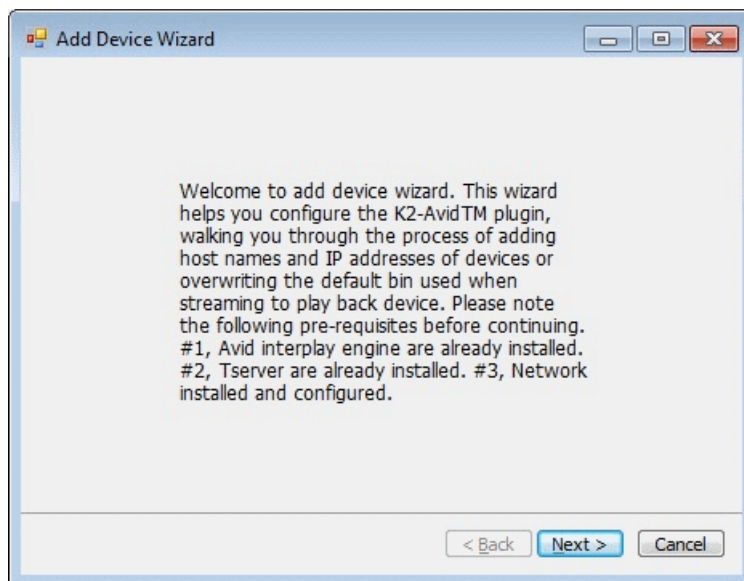 Add Device Wizard
Welcome to add device wizard. This wizard
helps you configure the K2-AvidTM plugin,
walking you through the process of adding
host names and IP addresses of devices or
overwriting the default bin used when
streaming to play back device. Please note
the following pre-requisites before continuing.
#1, Avid interplay engine are already installed.
#2, Tserver are already installed. #3, Network
installed and configured.
< Back Next > Cancel